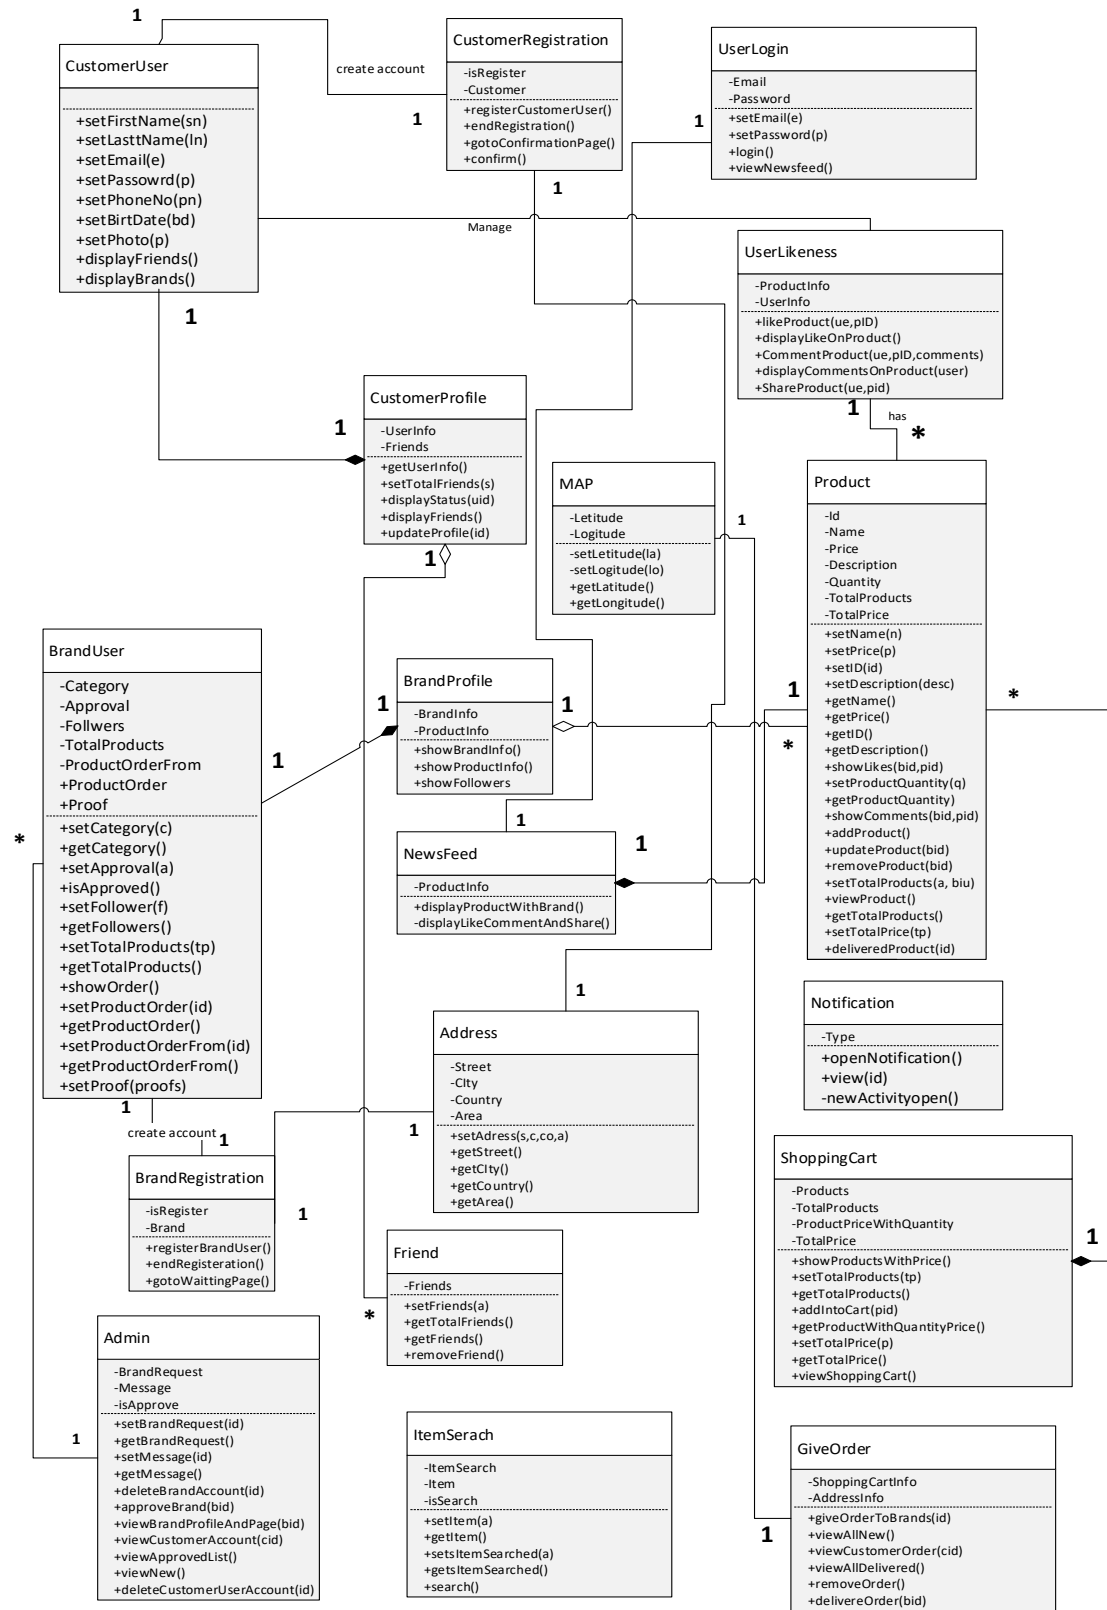 1
CustomerUser
+setFirstName(sn)
+setLasttName(ln)
+setEmail(e)
+setPassowrd(p)
+setPhoneNo(pn)
+setBirtDate(bd)
+setPhoto(p)
+displayFriends()
+displayBrands()
1
create account
1
CustomerRegistration
-isRegister
-Customer
+registerCustomerUser()
+endRegistration()
+gotoConfirmationPage()
+confirm()
1
UserLogin
-Email
-Password
+setEmail(e)
+setPassword(p)
+login()
+viewNewsfeed()
1
Manage
UserLikeness
-ProductInfo
-UserInfo
+likeProduct(ue,pID)
+displayLikeOnProduct()
+CommentProduct(ue,pID,comments)
+displayCommentsOnProduct(user)
+ShareProduct(ue,pid)
1
has
*
CustomerProfile
-UserInfo
-Friends
+getUserInfo()
+setTotalFriends(s)
+displayStatus(uid)
+displayFriends()
+updateProfile(id)
1
1
MAP
-Letitude
-Logitude
-setLetitude(la)
-setLogitude(lo)
+getLatitude()
+getLongitude()
1
Product
-Id
-Name
-Price
-Description
-Quantity
-TotalProducts
-TotalPrice
+setName(n)
+setPrice(p)
+setID(id)
+setDescription(desc)
+getName()
+getPrice()
+getID()
+getDescription()
+showLikes(bid,pid)
+setProductQuantity(q)
+getProductQuantity)
+showComments(bid,pid)
+addProduct()
+updateProduct(bid)
+removeProduct(bid)
+setTotalProducts(a, biu)
+viewProduct()
+getTotalProducts()
+setTotalPrice(tp)
+deliveredProduct(id)
1
*
*
BrandUser
-Category
-Approval
-Follwers
-TotalProducts
-ProductOrderFrom
+ProductOrder
+Proof
+setCategory(c)
+getCategory()
+setApproval(a)
+isApproved()
+setFollower(f)
+getFollowers()
+setTotalProducts(tp)
+getTotalProducts()
+showOrder()
+setProductOrder(id)
+getProductOrder()
+setProductOrderFrom(id)
+getProductOrderFrom()
+setProof(proofs)
1
*
1
BrandProfile
-BrandInfo
-ProductInfo
+showBrandInfo()
+showProductInfo()
+showFollowers
1
1
NewsFeed
-ProductInfo
+displayProductWithBrand()
-displayLikeCommentAndShare()
1
1
Address
-Street
-CIty
-Country
-Area
+setAdress(s,c,co,a)
+getStreet()
+getCIty()
+getCountry()
+getArea()
1
1
Notification
-Type
+openNotification()
+view(id)
-newActivityopen()
create account
1
BrandRegistration
-isRegister
-Brand
+registerBrandUser()
+endRegisteration()
+gotoWaittingPage()
1
ShoppingCart
-Products
-TotalProducts
-ProductPriceWithQuantity
-TotalPrice
+showProductsWithPrice()
+setTotalProducts(tp)
+getTotalProducts()
+addIntoCart(pid)
+getProductWithQuantityPrice()
+setTotalPrice(p)
+getTotalPrice()
+viewShoppingCart()
1
Friend
-Friends
+setFriends(a)
+getTotalFriends()
+getFriends()
+removeFriend()
*
Admin
-BrandRequest
-Message
-isApprove
+setBrandRequest(id)
+getBrandRequest()
+setMessage(id)
+getMessage()
+deleteBrandAccount(id)
+approveBrand(bid)
+viewBrandProfileAndPage(bid)
+viewCustomerAccount(cid)
+viewApprovedList()
+viewNew()
+deleteCustomerUserAccount(id)
1
ItemSerach
-ItemSearch
-Item
-isSearch
+setItem(a)
+getItem()
+setsItemSearched(a)
+getsItemSearched()
+search()
GiveOrder
-ShoppingCartInfo
-AddressInfo
+giveOrderToBrands(id)
+viewAllNew()
+viewCustomerOrder(cid)
+viewAllDelivered()
+removeOrder()
+delivereOrder(bid)
1